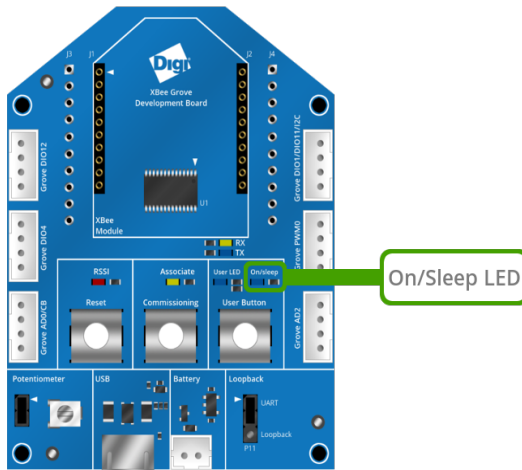 J3
J1
Digi
J2
J4
XBee Grove
Development Board
Grove DIO12
Grove DIO1/DIO11/I2C
U1
XBee
Module
RX
TX
Grove DIO4
Grove PWM0
RSSI
Associate
User LED
On/sleep
On/Sleep LED
Reset
Commissioning
User Button
Grove AD0/CB
Grove AD2
Potentiometer
USB
Battery
Loopback
UART
Loopback
P11